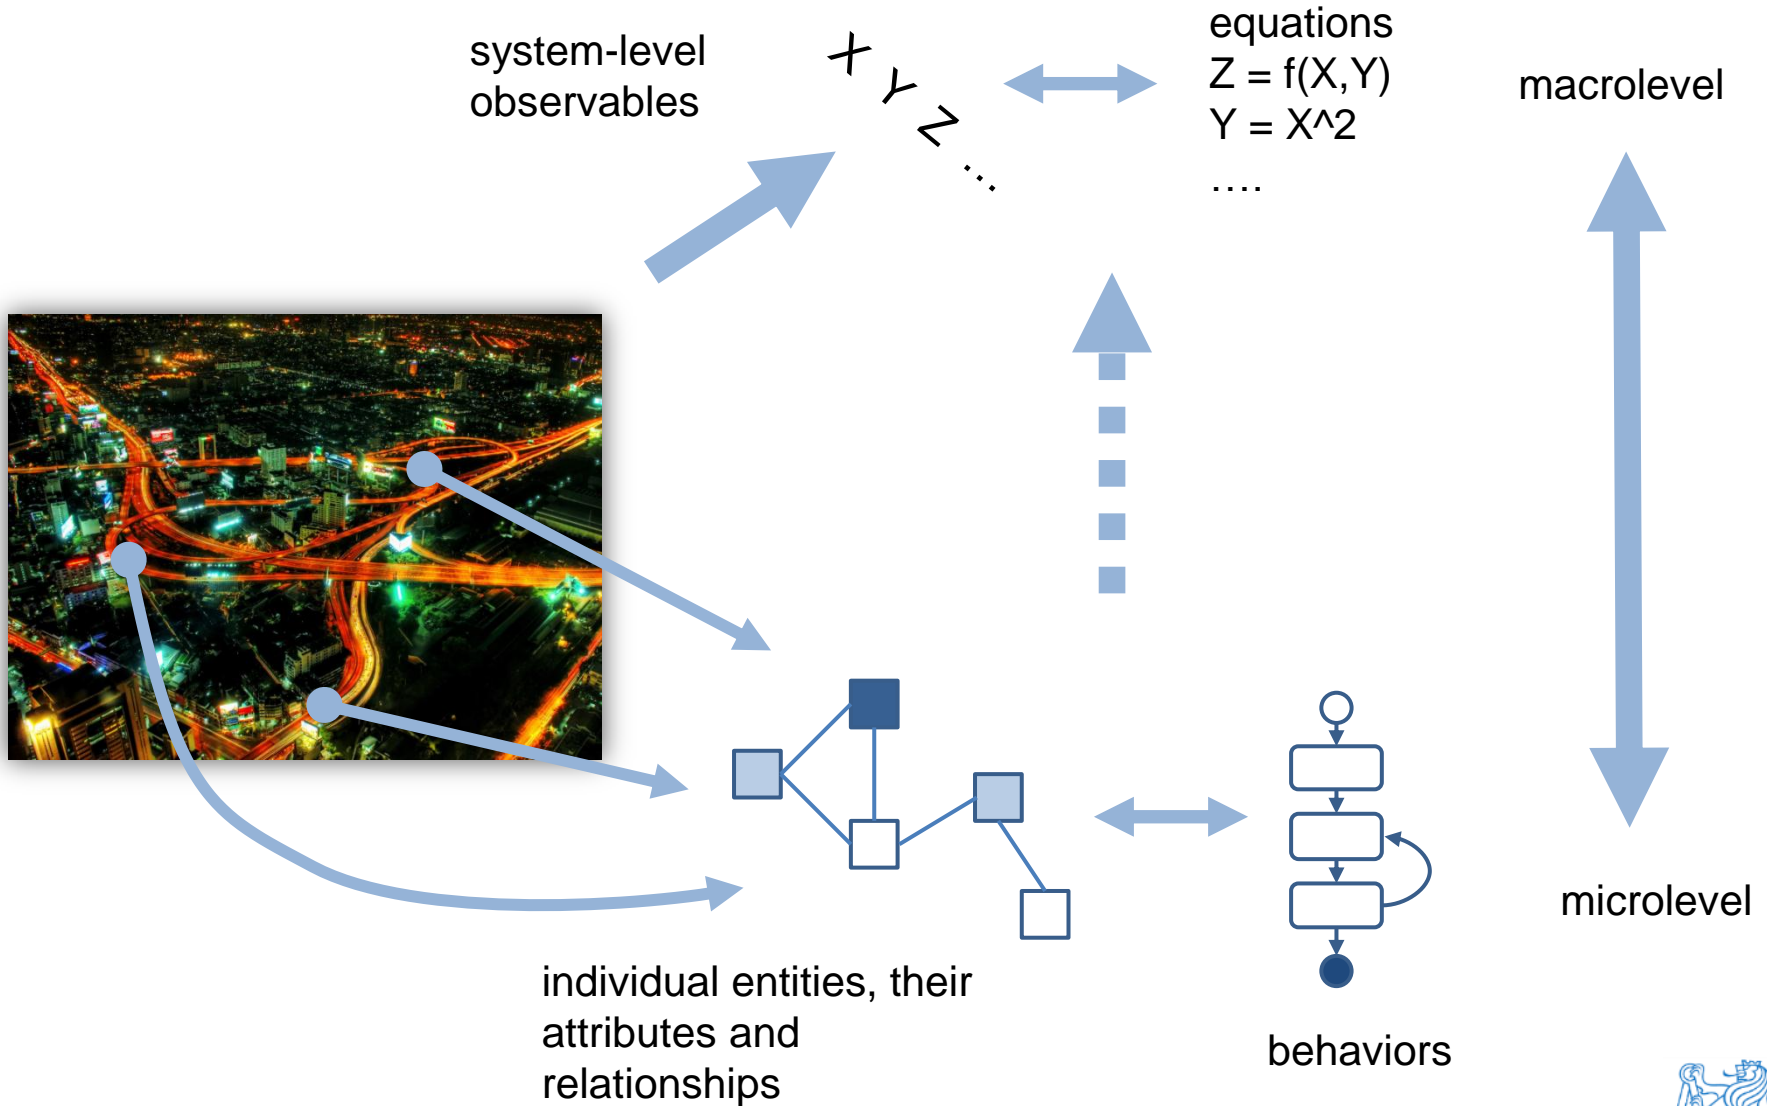 system-level
observables
X Y Z …
equations
Z = f(X,Y)
Y = X^2
….
macrolevel
microlevel
individual entities, their
attributes and
relationships
behaviors